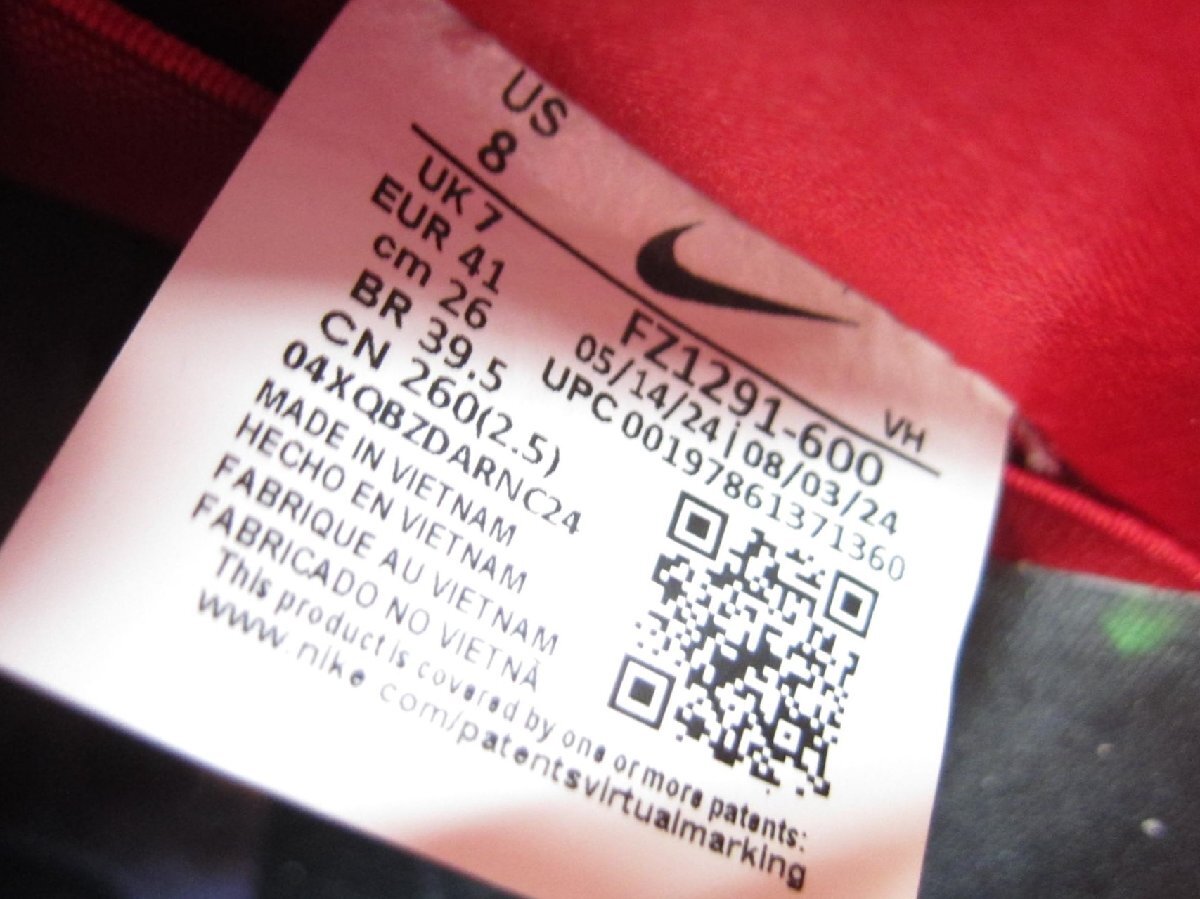 US
8
UK 7
EUR 41
cm 26
BR 39.5
CN 260(2.5)
04XQBZDARNC24
MADE IN VIETNAM
HECHO EN VIETNAM
FABRIQUE AU VIETNAM
FABRICADO NO VIETNÃ
This product is covered by one or more patents:
www.nike.com/patentsvirtualmarking
VH
FZ1291-600
05/14/24 | 08/03/24
UPC 00197861371360